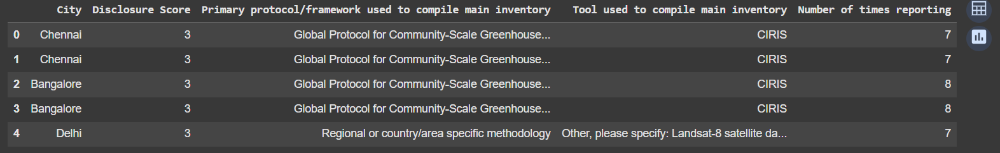 City Disclosure Score Primary protocol/framework used to compile main inventory Tool used to compile main inventory Number of times reporting
0 Chennai 3 Global Protocol for Community-Scale Greenhouse... CIRIS 7
1 Chennai 3 Global Protocol for Community-Scale Greenhouse... CIRIS 7
2 Bangalore 3 Global Protocol for Community-Scale Greenhouse... CIRIS 8
3 Bangalore 3 Global Protocol for Community-Scale Greenhouse... CIRIS 8
4 Delhi 3 Regional or country/area specific methodology Other, please specify: Landsat-8 satellite da... 7